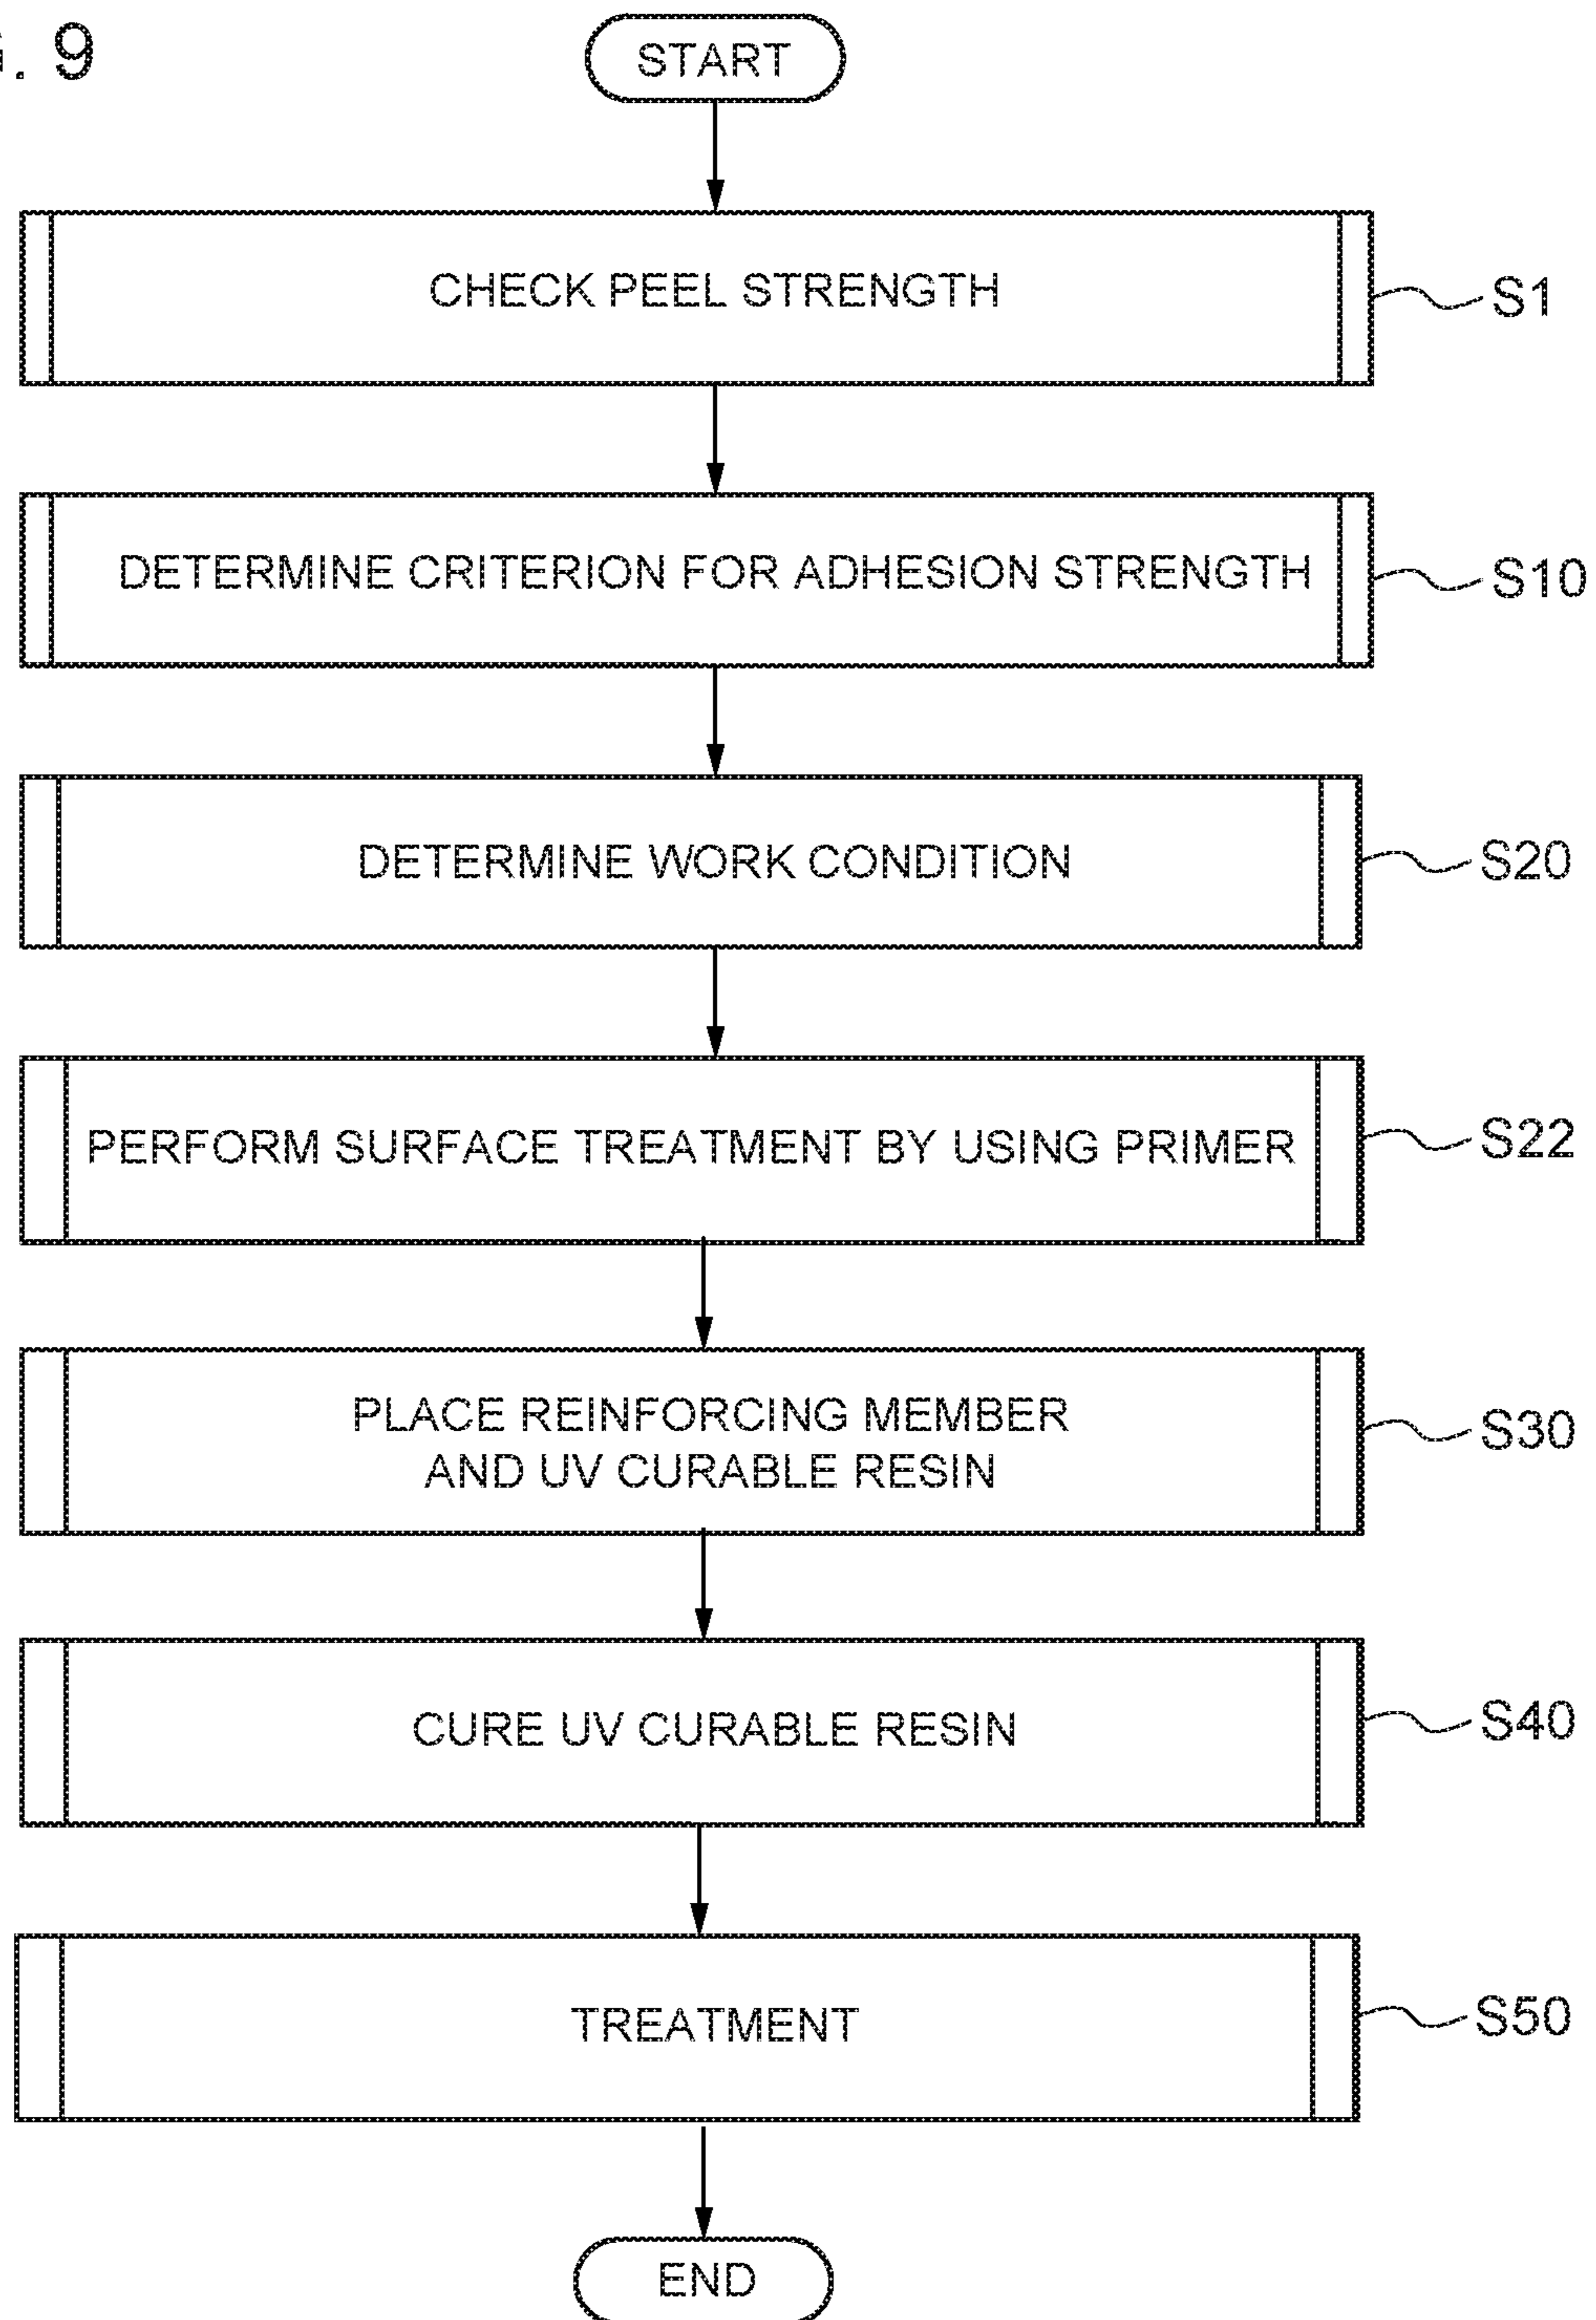 . 9
START
CHECK PEEL STRENGTH
S1
DETERMINE CRITERION FOR ADHESION STRENGTH
S10
DETERMINE WORK CONDITION
S20
PERFORM SURFACE TREATMENT BY USING PRIMER
S22
PLACE REINFORCING MEMBER
AND UV CURABLE RESIN
S30
CURE UV CURABLE RESIN
S40
TREATMENT
S50
END